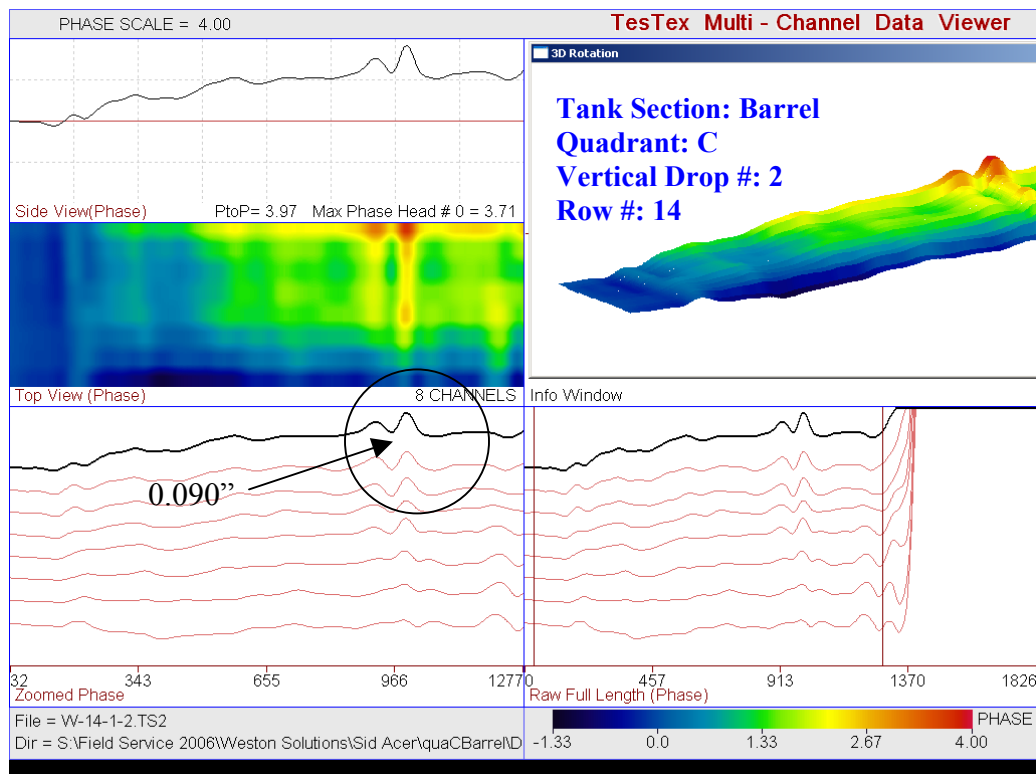 PHASE SCALE = 4.00
TesTex Multi - Channel Data Viewer
3D Rotation
Tank Section: Barrel
Quadrant: C
Vertical Drop #: 2
Row #: 14
Side View(Phase) PtoP= 3.97 Max Phase Head # 0 = 3.71
Top View (Phase) 8 CHANNELS
Info Window
0.090”
32 343 655 966 1277
Zoomed Phase
0 457 913 1370 1826
Raw Full Length (Phase)
File = W-14-1-2.TS2
Dir = S:\Field Service 2006\Weston Solutions\Sid Acer\quaCBarrel\D
PHASE
-1.33 0.0 1.33 2.67 4.00